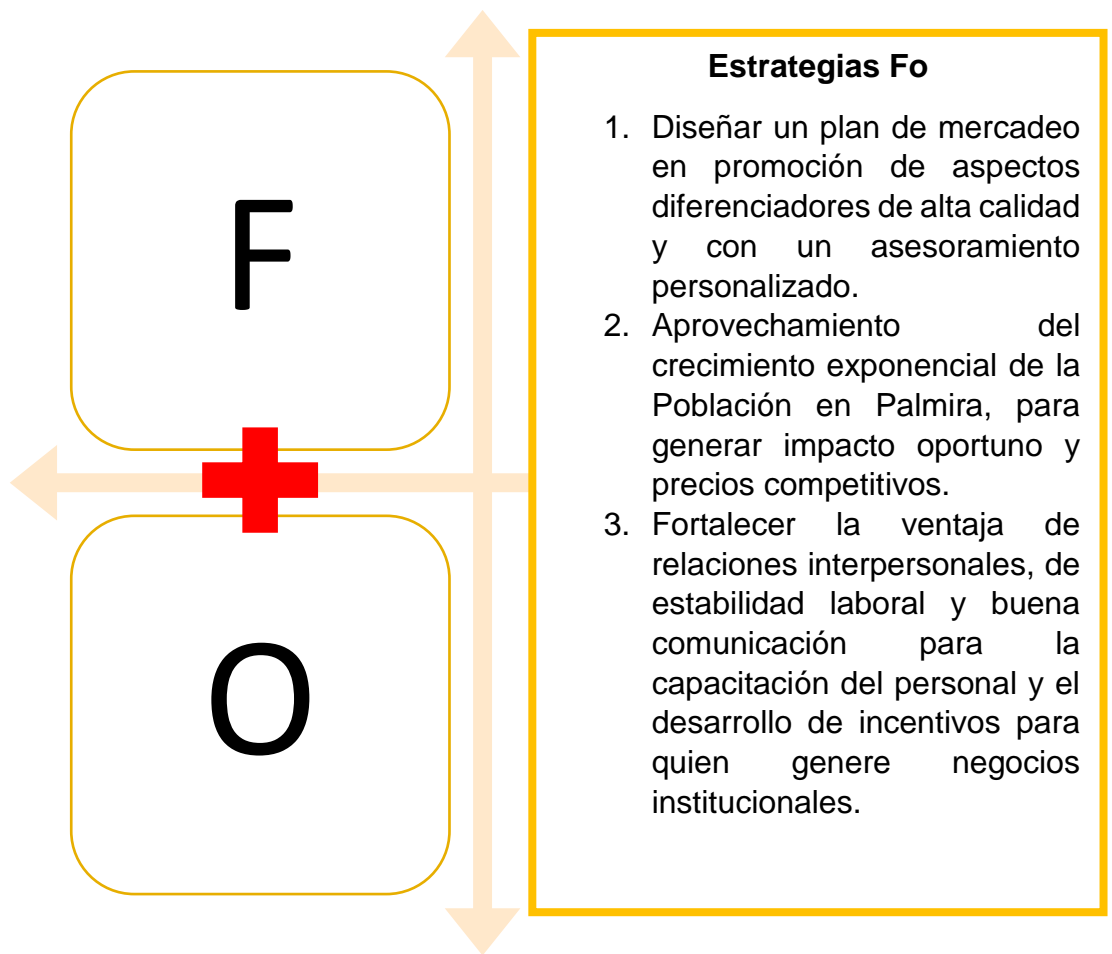 F
O
Estrategias Fo
1. Diseñar un plan de mercadeo
en promoción de aspectos
diferenciadores de alta calidad
y con un asesoramiento
personalizado.
2. Aprovechamiento del
crecimiento exponencial de la
Población en Palmira, para
generar impacto oportuno y
precios competitivos.
3. Fortalecer la ventaja de
relaciones interpersonales, de
estabilidad laboral y buena
comunicación para la
capacitación del personal y el
desarrollo de incentivos para
quien genere negocios
institucionales.